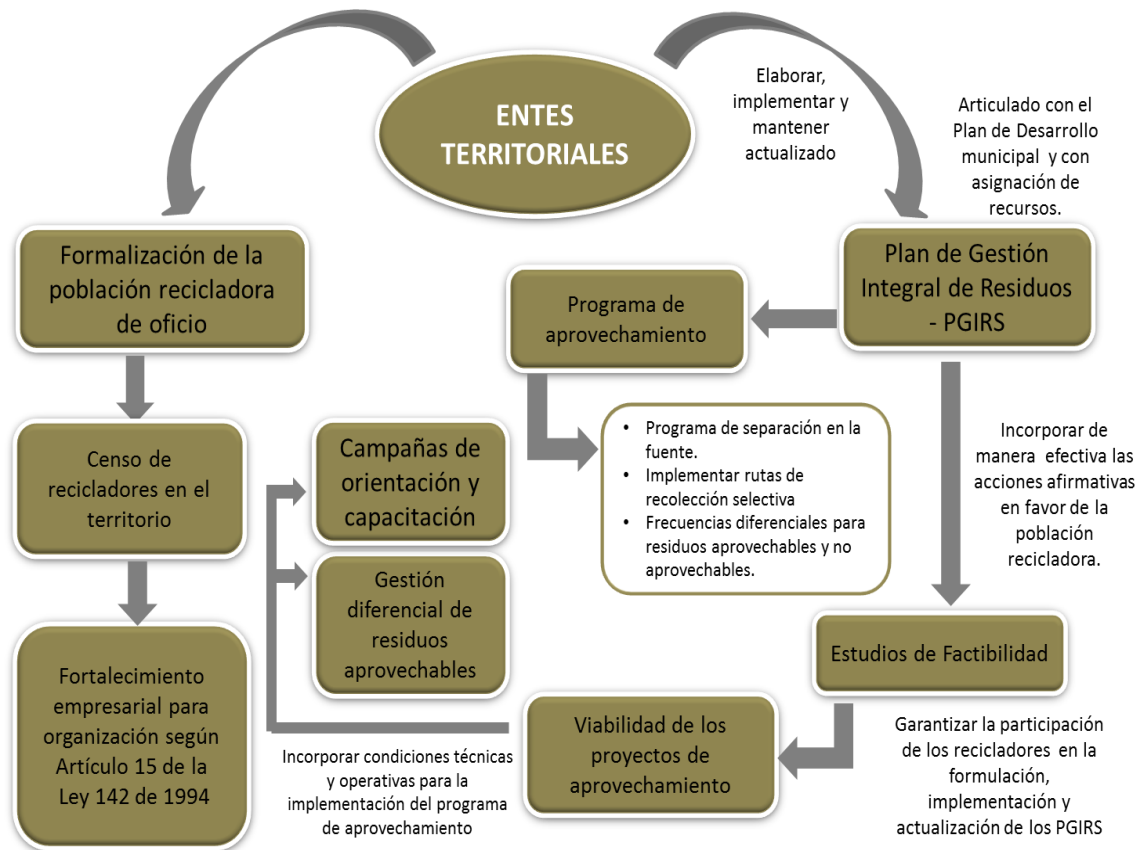 ENTES
TERRITORIALES
Elaborar,
implementar y
mantener
actualizado
Articulado con el
Plan de Desarrollo
municipal y con
asignación de
recursos.
Formalización de la
población recicladora
de oficio
Plan de Gestión
Integral de Residuos
- PGIRS
Programa de
aprovechamiento
Censo de
recicladores en el
territorio
Campañas de
orientación y
capacitación
• Programa de separación en la
fuente.
• Implementar rutas de
recolección selectiva
• Frecuencias diferenciales para
residuos aprovechables y no
aprovechables.
Incorporar de
manera efectiva las
acciones afirmativas
en favor de la
población
recicladora.
Gestión
diferencial de
residuos
aprovechables
Estudios de Factibilidad
Fortalecimiento
empresarial para
organización según
Artículo 15 de la
Ley 142 de 1994
Viabilidad de los
proyectos de
aprovechamiento
Garantizar la participación
de los recicladores en la
formulación,
implementación y
actualización de los PGIRS
Incorporar condiciones técnicas
y operativas para la
implementación del programa
de aprovechamiento